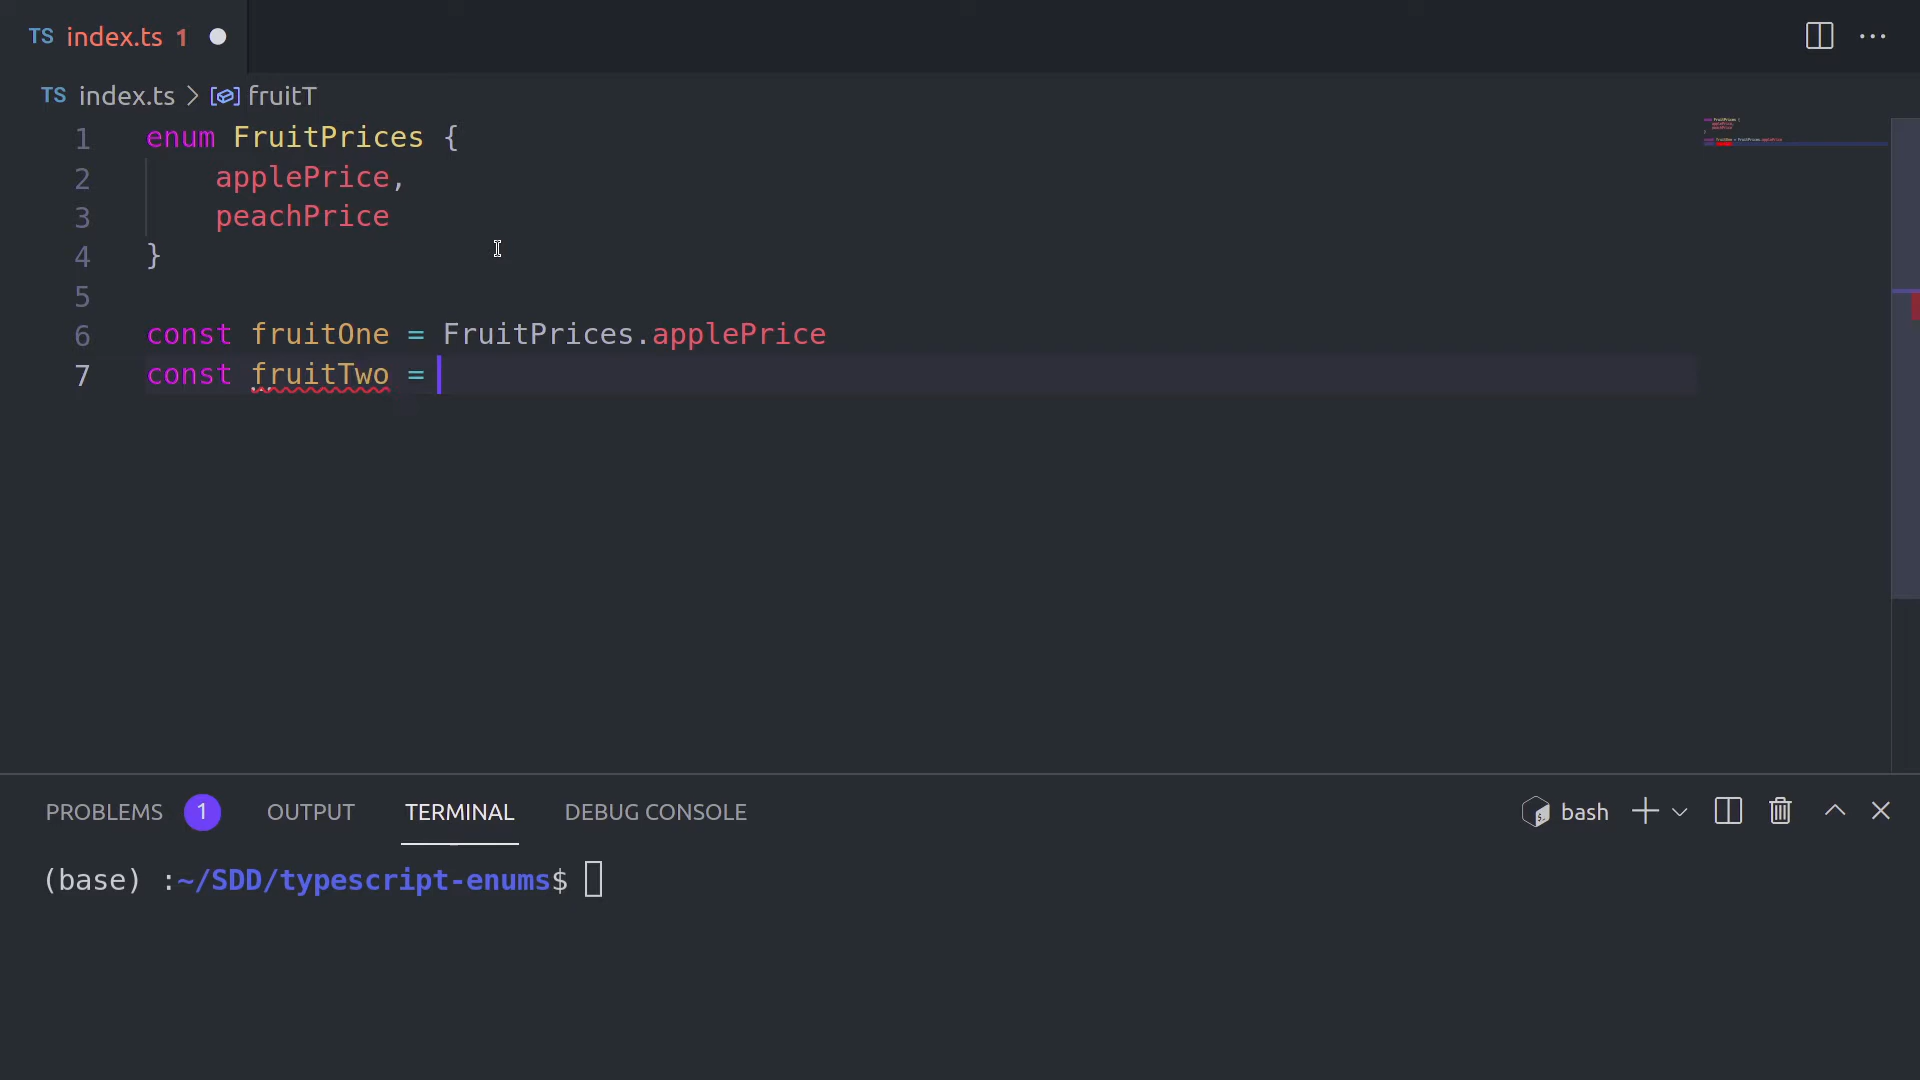 TS index.ts 1
TS index.ts > fruitT
1 enum FruitPrices {
2     applePrice,
3     peachPrice
4 }
5
6 const fruitOne = FruitPrices.applePrice
7 const fruitTwo =
PROBLEMS 1 OUTPUT TERMINAL DEBUG CONSOLE bash
(base) :~/SDD/typescript-enums$